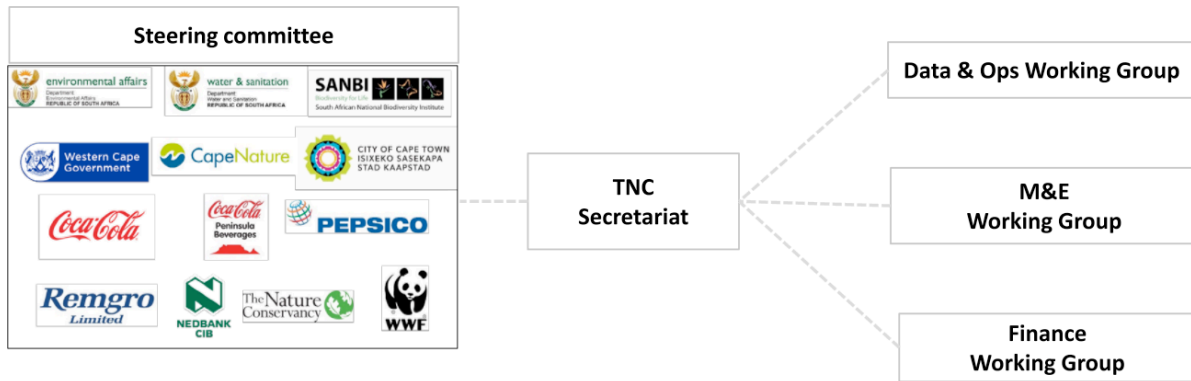 Steering committee
environmental affairs
Department:
Environmental Affairs
REPUBLIC OF SOUTH AFRICA
water & sanitation
Department:
Water and Sanitation
REPUBLIC OF SOUTH AFRICA
SANBI
Biodiversity for Life
South African National Biodiversity Institute
Western Cape
Government
CapeNature
CITY OF CAPE TOWN
ISIXEKO SASEKAPA
STAD KAAPSTAD
Coca-Cola
Coca-Cola
Peninsula
Beverages
PEPSICO
Remgro
Limited
NEDBANK
CIB
The Nature
Conservancy
WWF
TNC
Secretariat
Data & Ops Working Group
M&E
Working Group
Finance
Working Group